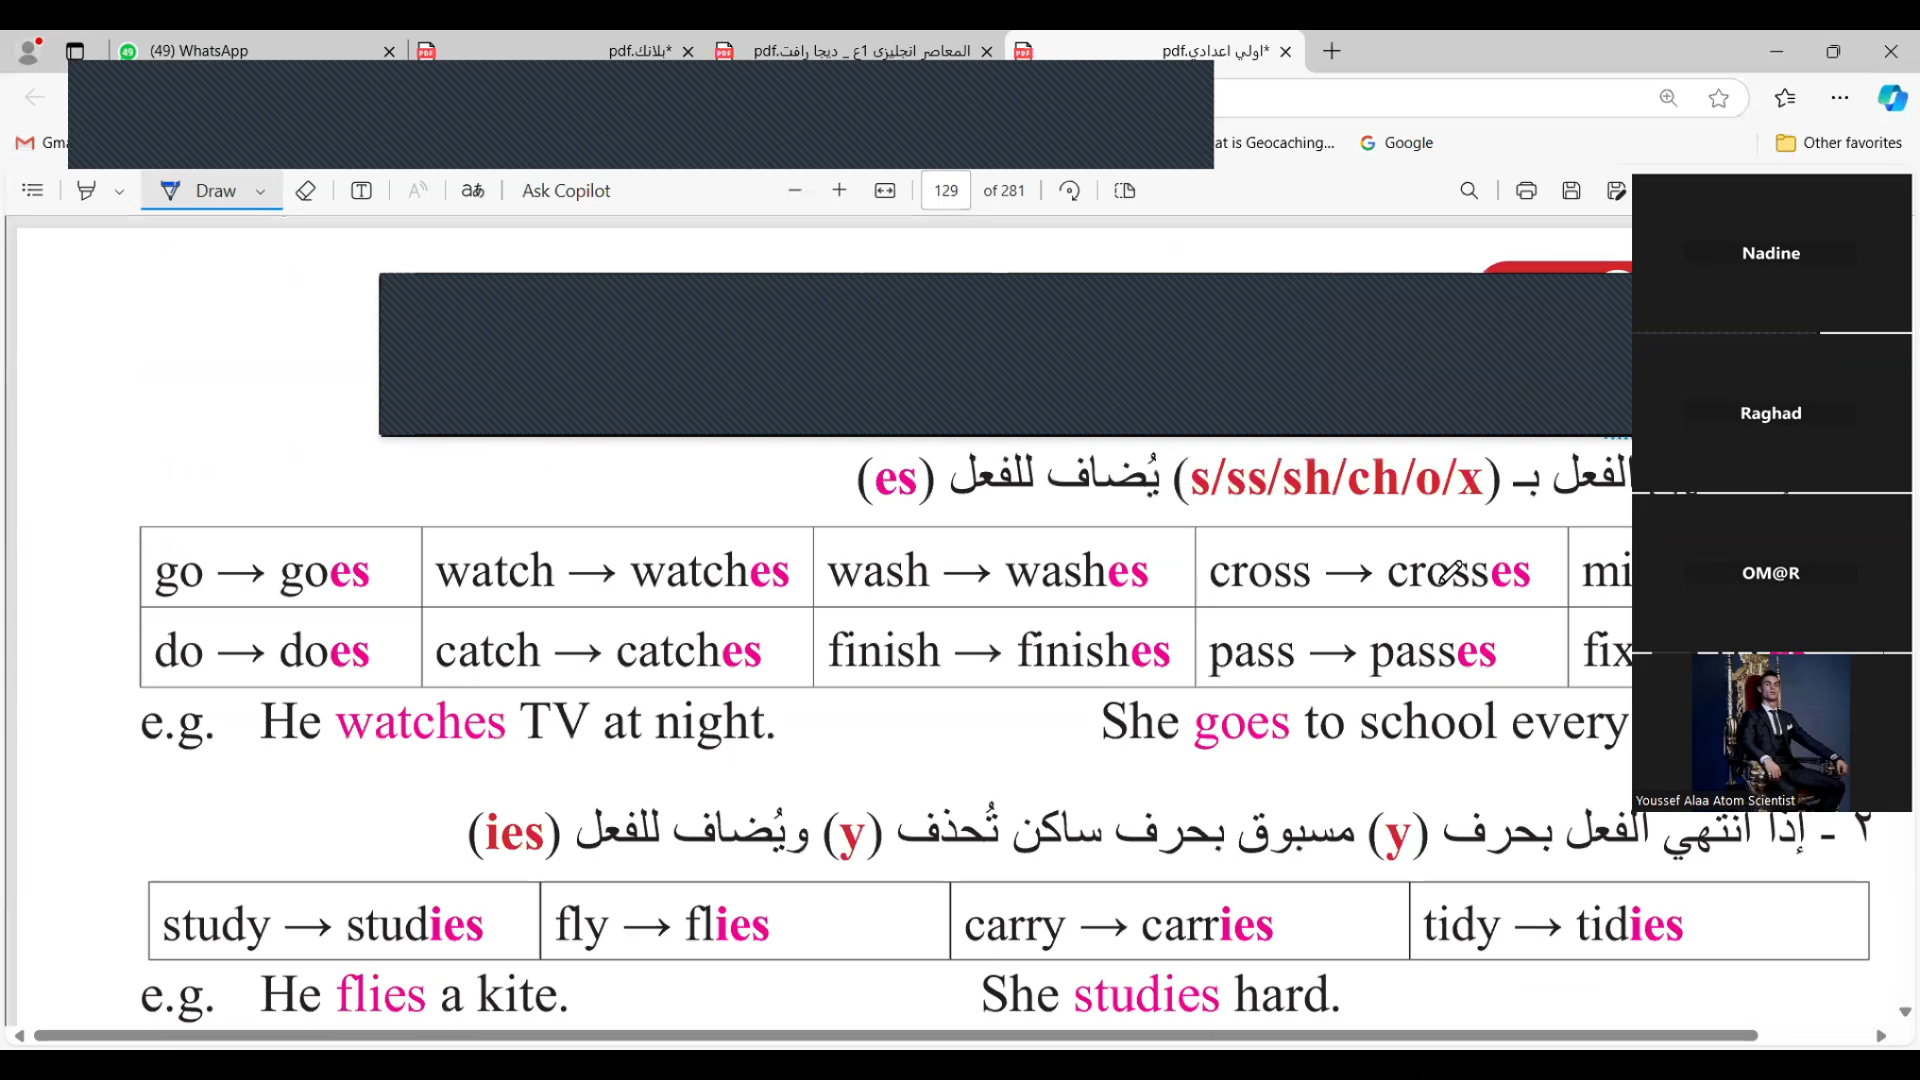 (49) WhatsApp
*بلانك.pdf
المعاصر انجليزى 1ع _ ديجا رافت.pdf
*اولي اعدادي.pdf
at is Geocaching...
Google
Other favorites
Draw
aあ
Ask Copilot
129 of 281
الفعل بـ (s/ss/sh/ch/o/x) يُضاف للفعل (es)
go → goes
watch → watches
wash → washes
cross → crosses
do → does
catch → catches
finish → finishes
pass → passes
fix
e.g. He watches TV at night.
She goes to school every
٢ - إذا انتهي الفعل بحرف (y) مسبوق بحرف ساكن تُحذف (y) ويُضاف للفعل (ies)
study → studies
fly → flies
carry → carries
tidy → tidies
e.g. He flies a kite.
She studies hard.
Nadine
Raghad
OM@R
Youssef Alaa Atom Scientist